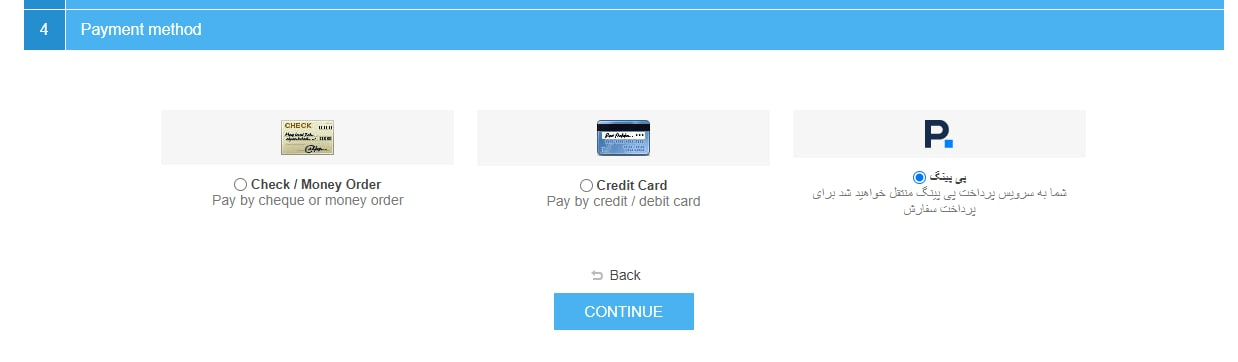 4 Payment method
CHECK
P.
Check / Money Order
Pay by cheque or money order
Credit Card
Pay by credit / debit card
پی پینگ
شما به سرویس پرداخت پی پینگ منتقل خواهید شد برای
پرداخت سفارش
Back
CONTINUE